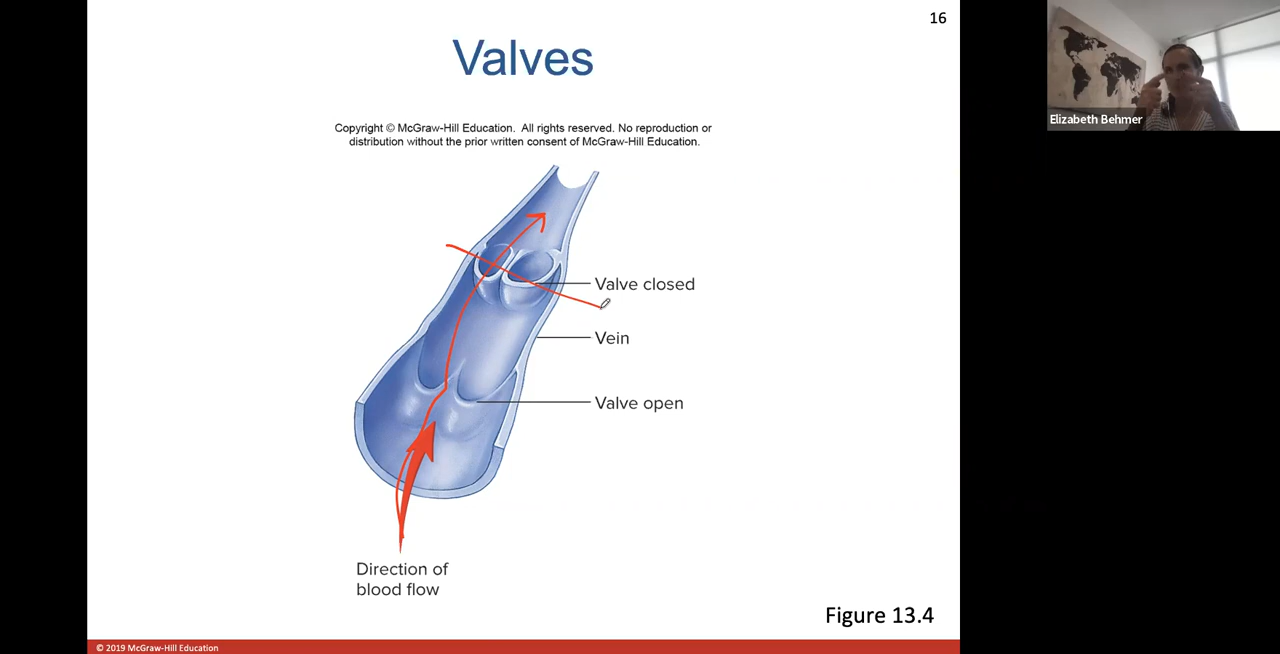 16
Valves
Copyright © McGraw-Hill Education. All rights reserved. No reproduction or
distribution without the prior written consent of McGraw-Hill Education.
Elizabeth Behmer
Valve closed
Vein
Valve open
Direction of
blood flow
Figure 13.4
© 2019 McGraw-Hill Education